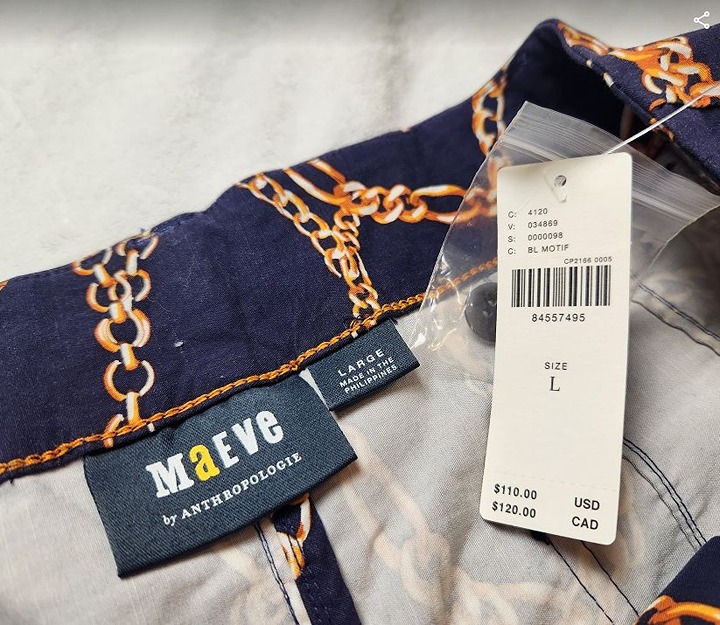 MaEVe
by ANTHROPOLOGIE
LARGE
MADE IN THE
PHILIPPINES
C: 4120
V: 034869
S: 0000098
C: BL MOTIF
CP2166 0005
84557495
SIZE
L
$110.00 USD
$120.00 CAD